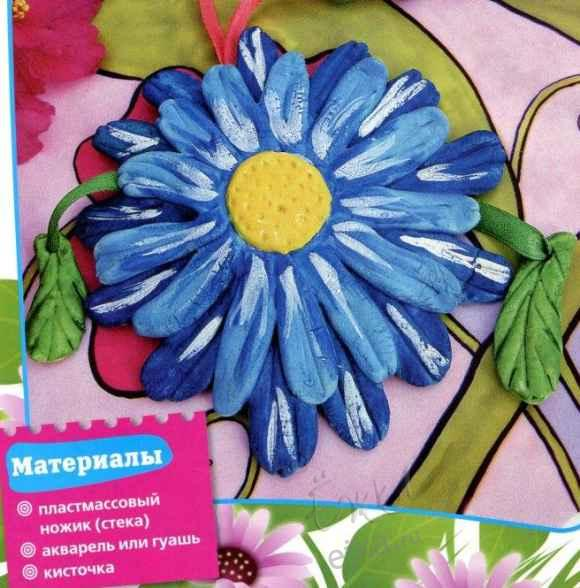 Материалы
пластмассовый
ножик (стека)
акварель или гуашь
кисточка